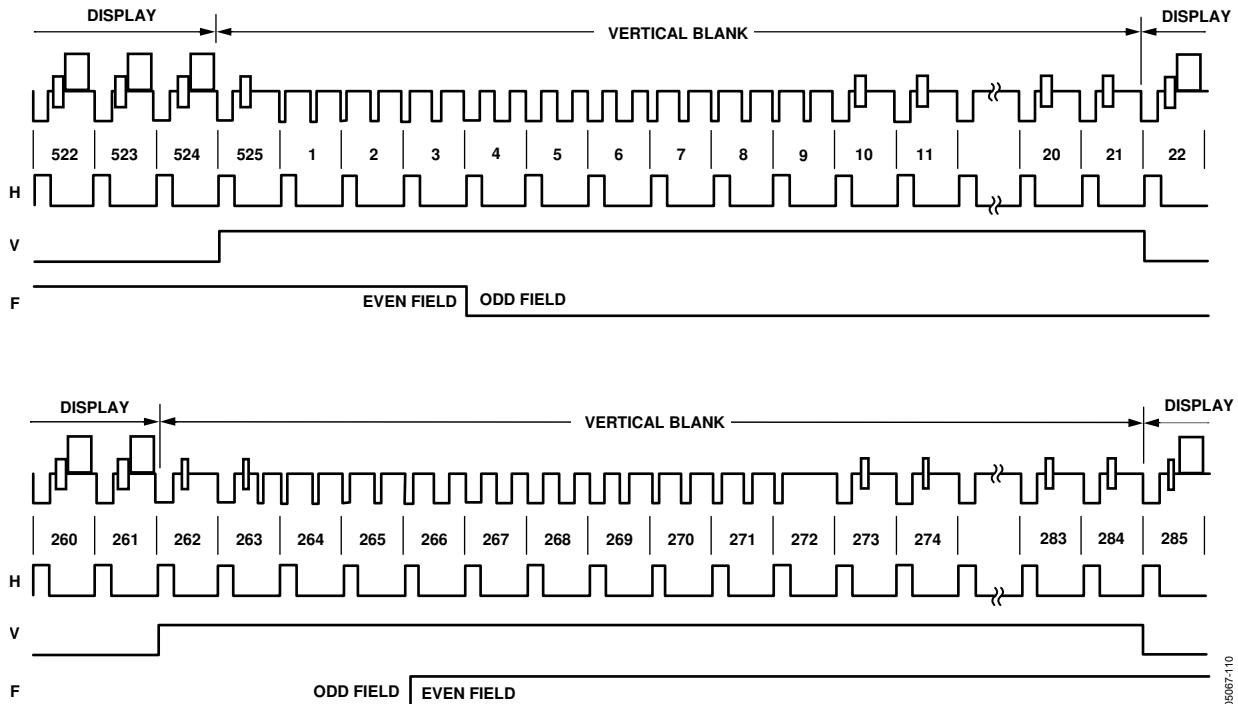 DISPLAY VERTICAL BLANK DISPLAY
522 523 524 525 1 2 3 4 5 6 7 8 9 10 11 20 21 22
H
V
F
EVEN FIELD ODD FIELD
DISPLAY VERTICAL BLANK DISPLAY
260 261 262 263 264 265 266 267 268 269 270 271 272 273 274 283 284 285
H
V
F
ODD FIELD EVEN FIELD
05067-110